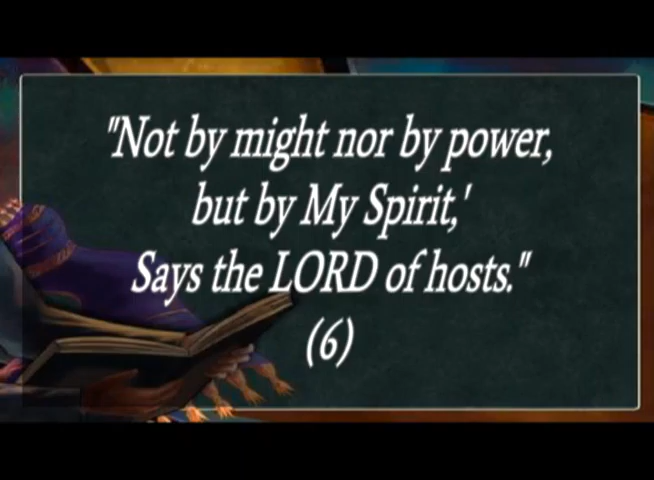 "Not by might nor by power,
but by My Spirit,'
Says the LORD of hosts."
(6)